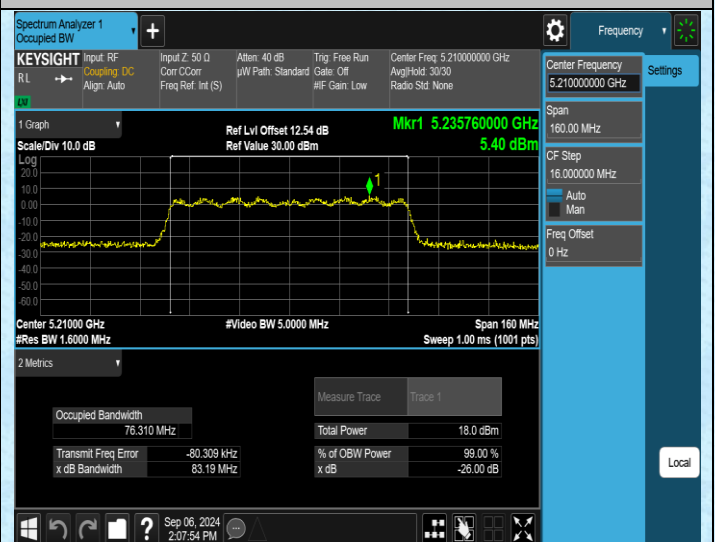 Spectrum Analyzer 1
Occupied BW
Frequency
KEYSIGHT
Input: RF
Coupling: DC
Align: Auto
Input Z: 50 Ω
Corr CCorr
Freq Ref: Int (S)
Atten: 40 dB
µW Path: Standard
Trig: Free Run
Gate: Off
#IF Gain: Low
Center Freq: 5.210000000 GHz
Avg|Hold: 30/30
Radio Std: None
RL
LXI
Center Frequency
5.210000000 GHz
Settings
Span
160.00 MHz
CF Step
16.000000 MHz
Auto
Man
Freq Offset
0 Hz
1 Graph
Scale/Div 10.0 dB
Ref Lvl Offset 12.54 dB
Ref Value 30.00 dBm
Mkr1 5.235760000 GHz
5.40 dBm
Log
20.0
10.0
0.00
-10.0
-20.0
-30.0
-40.0
-50.0
-60.0
1
Center 5.21000 GHz
#Res BW 1.6000 MHz
#Video BW 5.0000 MHz
Span 160 MHz
Sweep 1.00 ms (1001 pts)
2 Metrics
Measure Trace Trace 1
Occupied Bandwidth
76.310 MHz
Total Power 18.0 dBm
Transmit Freq Error -80.309 kHz
% of OBW Power 99.00 %
x dB Bandwidth 83.19 MHz
x dB -26.00 dB
Local
Sep 06, 2024
2:07:54 PM